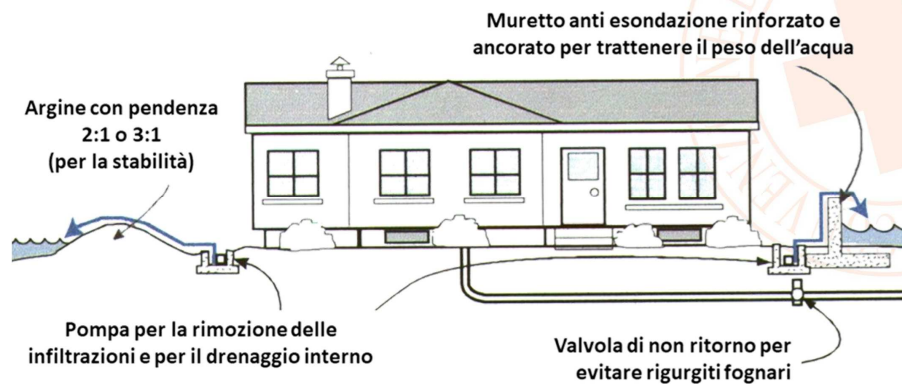 Muretto anti esondazione rinforzato e
ancorato per trattenere il peso dell'acqua
Argine con pendenza
2:1 o 3:1
(per la stabilità)
Pompa per la rimozione delle
infiltrazioni e per il drenaggio interno
Valvola di non ritorno per
evitare rigurgiti fognari